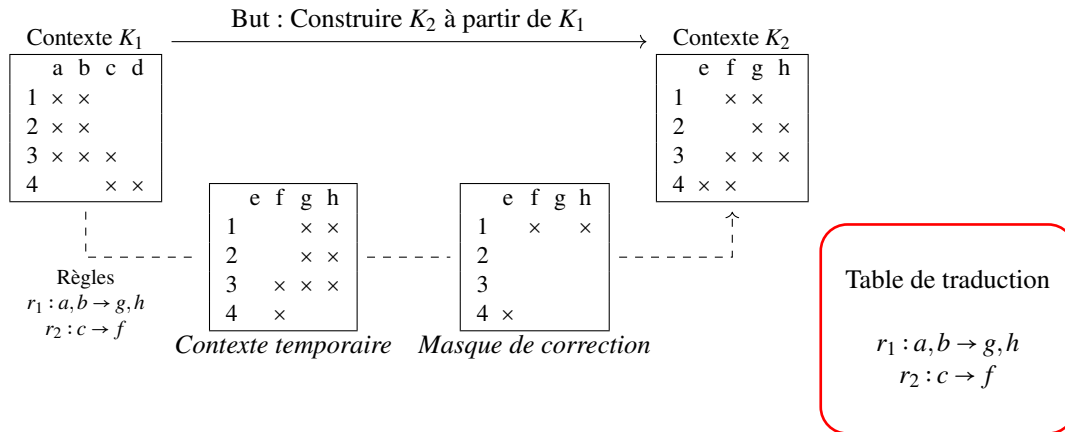 But : Construire K₂ à partir de K₁
Contexte K₁
a b c d
1 × ×
2 × ×
3 × × ×
4 × ×
Contexte K₂
e f g h
1 × ×
2 × ×
3 × × ×
4 × ×
Règles
r₁ : a, b → g, h
r₂ : c → f
e f g h
1 × ×
2 × ×
3 × × ×
4 ×
Contexte temporaire
e f g h
1 × ×
2
3
4 ×
Masque de correction
Table de traduction
r₁ : a, b → g, h
r₂ : c → f